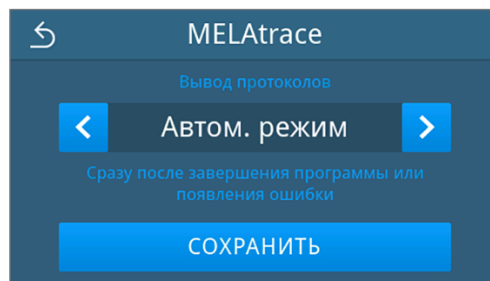 MELAtrace
Вывод протоколов
Автом. режим
Сразу после завершения программы или
появления ошибки
СОХРАНИТЬ